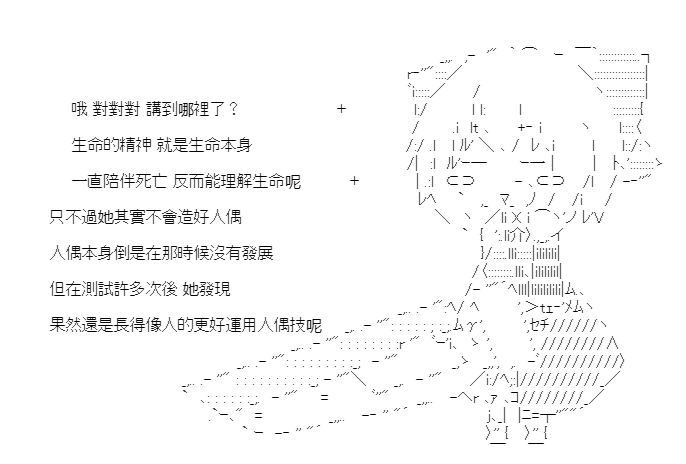 哦 對對對 講到哪裡了？
生命的精神 就是生命本身
一直陪伴死亡 反而能理解生命呢
只不過她其實不會造好人偶
人偶本身倒是在那時候沒有發展
但在測試許多次後 她發現
果然還是長得像人的更好運用人偶技呢